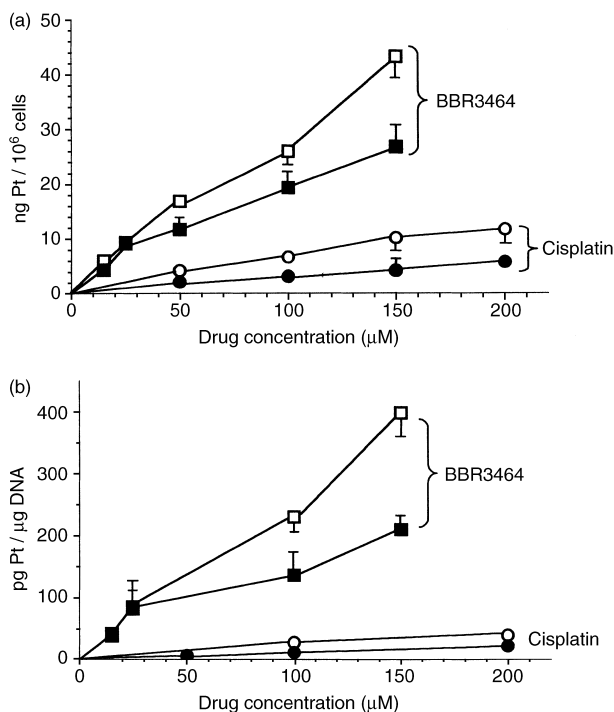 (a)
50
40
30
20
10
0
ng Pt / 10⁶ cells
BBR3464
Cisplatin
50 100 150 200
Drug concentration (μM)
(b)
400
300
200
100
0
pg Pt / μg DNA
BBR3464
Cisplatin
0 50 100 150 200
Drug concentration (μM)